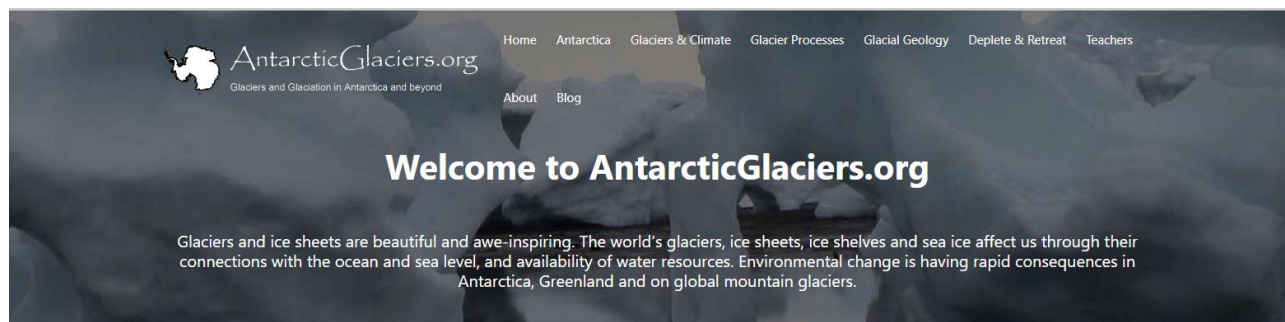 AntarcticGlaciers.org
Glaciers and Glaciation in Antarctica and beyond
Home Antarctica Glaciers & Climate Glacier Processes Glacial Geology Deplete & Retreat Teachers
About Blog
Welcome to AntarcticGlaciers.org
Glaciers and ice sheets are beautiful and awe-inspiring. The world's glaciers, ice sheets, ice shelves and sea ice affect us through their
connections with the ocean and sea level, and availability of water resources. Environmental change is having rapid consequences in
Antarctica, Greenland and on global mountain glaciers.